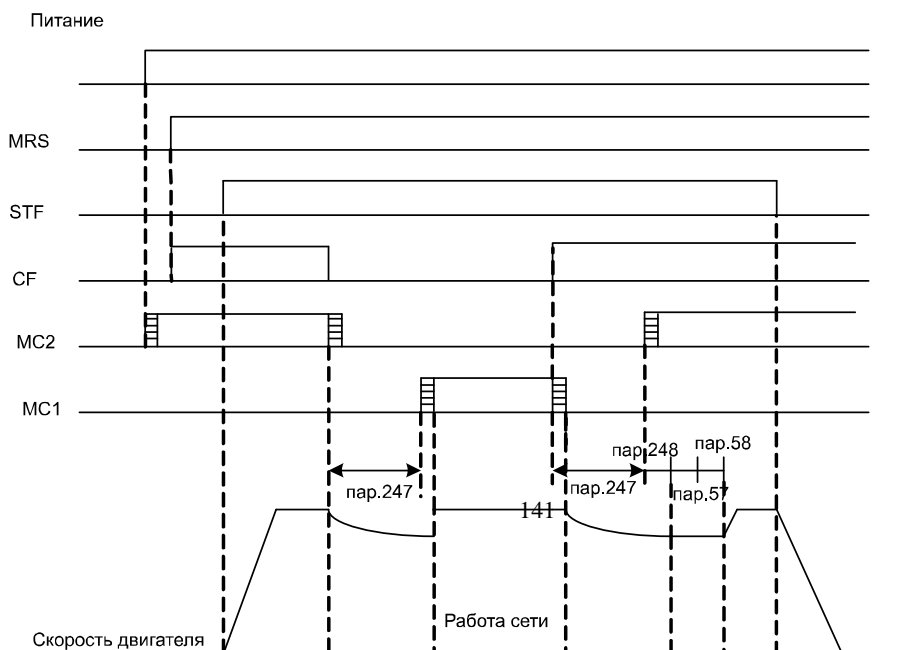 Питание
MRS
STF
CF
MC2
MC1
пар.248
пар.58
пар.247
пар.247
пар.57
141
Работа сети
Скорость двигателя